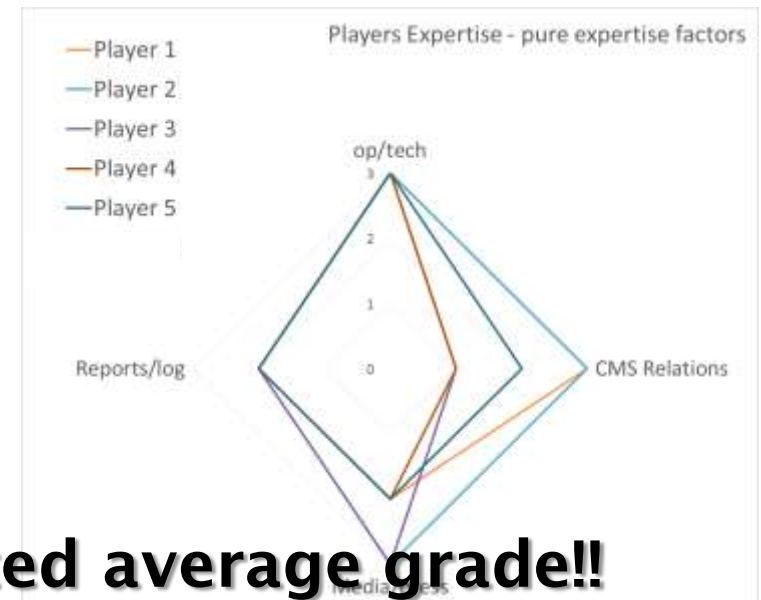 Players Expertise - pure expertise factors
Player 1
Player 2
Player 3
Player 4
Player 5
op/tech
3
2
1
0
Reports/log
CMS Relations
average grade!!